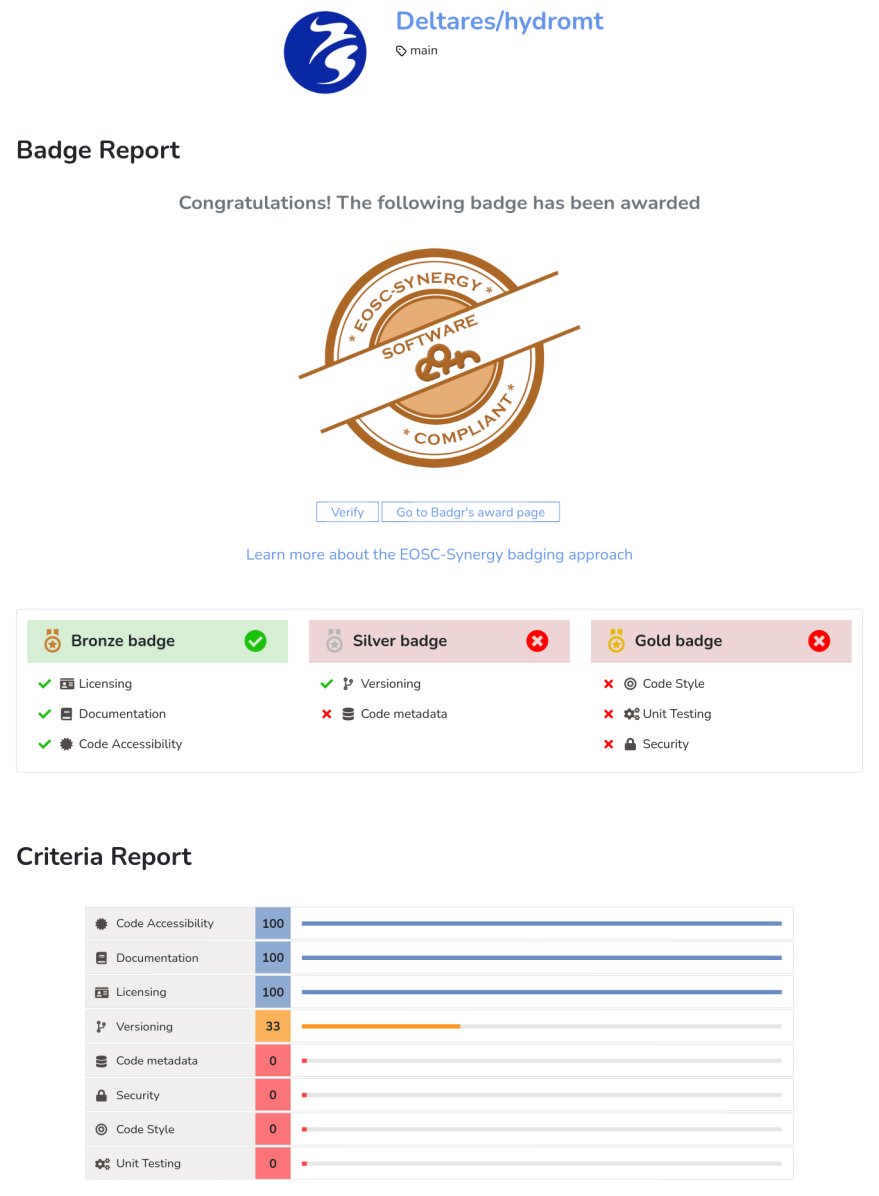 Deltares/hydromt
main
Badge Report
Congratulations! The following badge has been awarded
* EOSC-SYNERGY *
SOFTWARE
* COMPLIANT *
Verify
Go to Badgr's award page
Learn more about the EOSC-Synergy badging approach
Bronze badge
Licensing
Documentation
Code Accessibility
Silver badge
Versioning
Code metadata
Gold badge
Code Style
Unit Testing
Security
Criteria Report
Code Accessibility 100
Documentation 100
Licensing 100
Versioning 33
Code metadata 0
Security 0
Code Style 0
Unit Testing 0